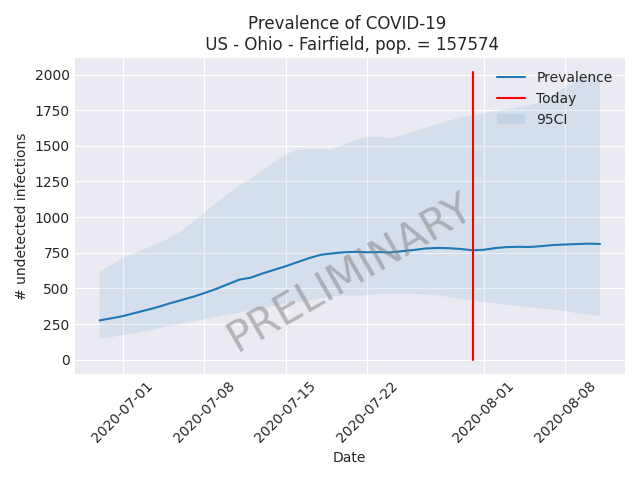 Prevalence of COVID-19
US - Ohio - Fairfield, pop. = 157574
2000
1750
1500
1250
1000
750
500
250
0
# undetected infections
Prevalence
Today
95CI
PRELIMINARY
2020-07-01
2020-07-08
2020-07-15
2020-07-22
2020-08-01
2020-08-08
Date